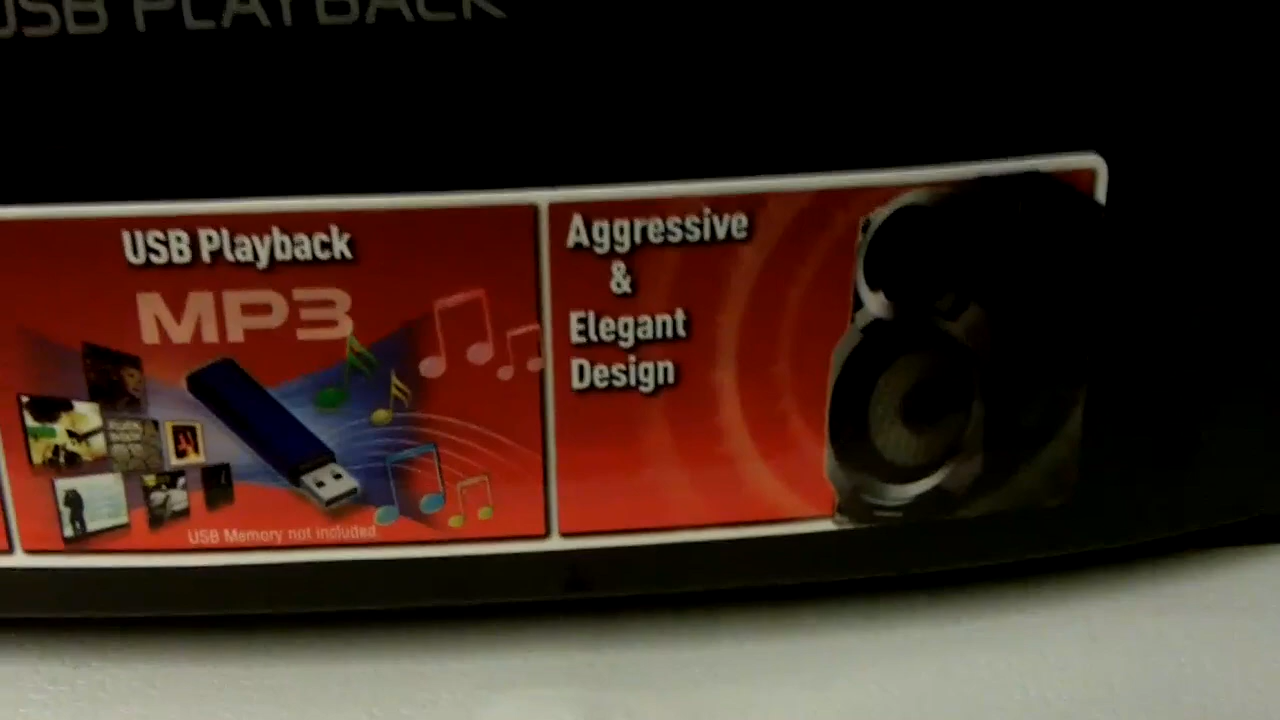 USB PLAYBACK
USB Playback
MP3
USB Memory not included
Aggressive
&
Elegant
Design